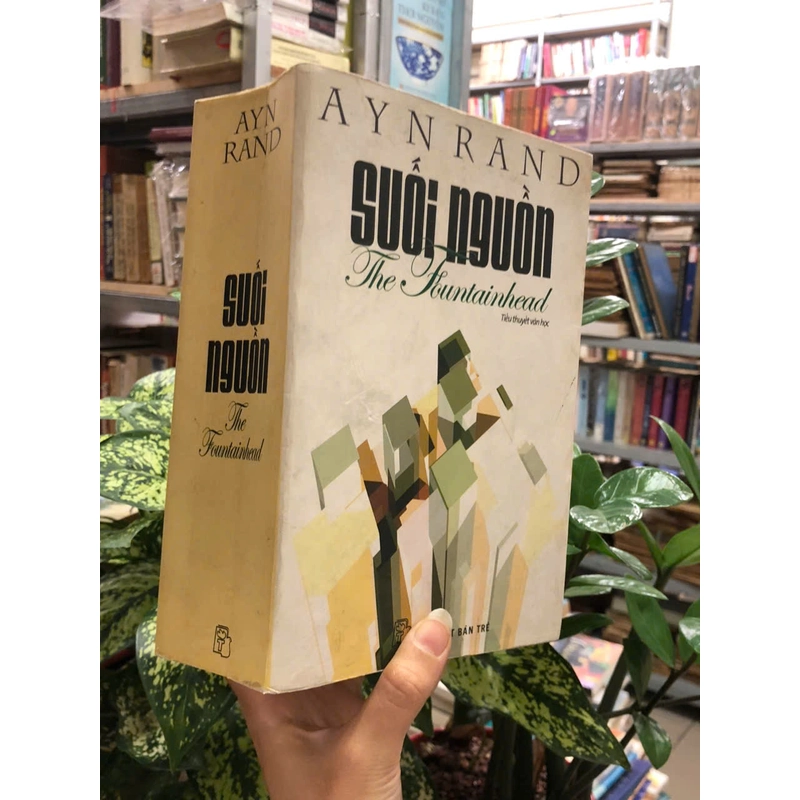 AYN
RAND
SUỐI
NGUỒN
The
Fountainhead
AYN RAND
SUỐI NGUỒN
The Fountainhead
Tiểu thuyết văn học
T BẢN TRẺ